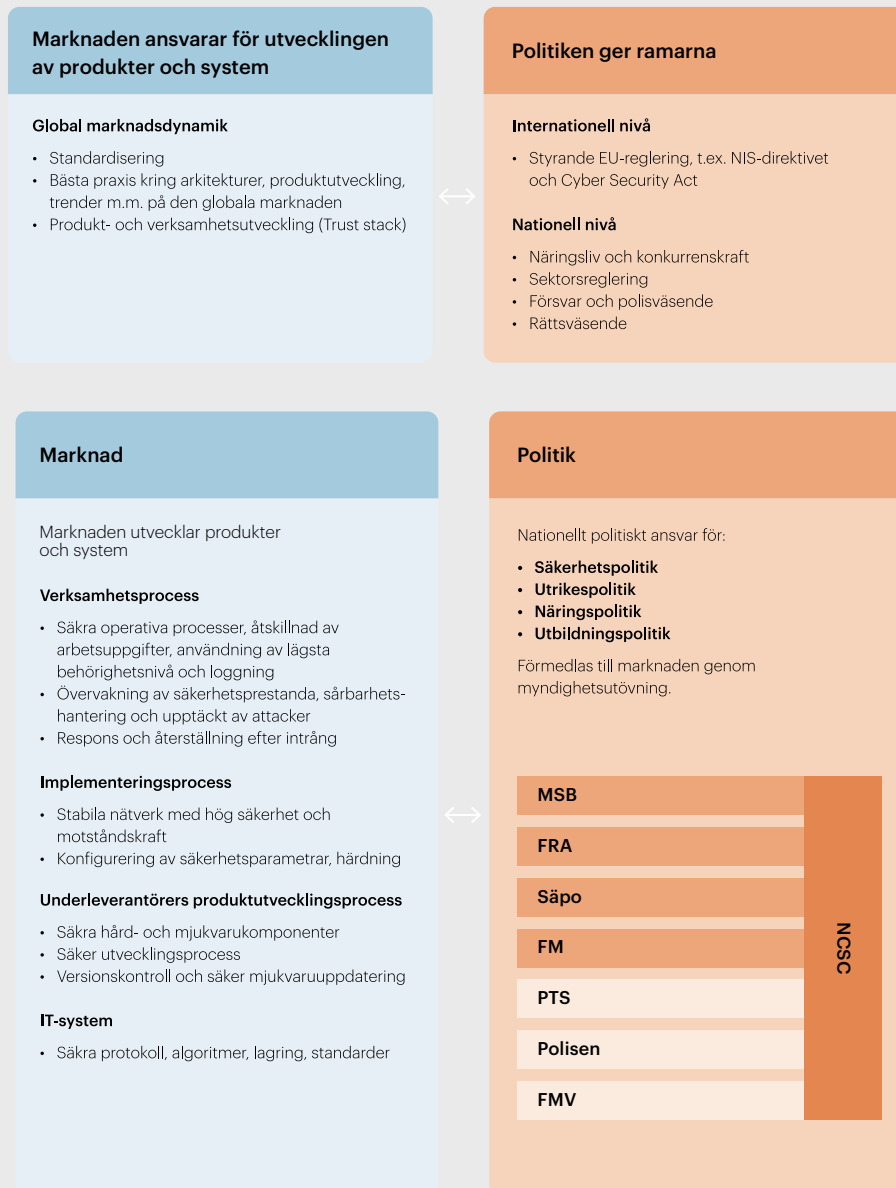 Marknaden ansvarar för utvecklingen
av produkter och system
Global marknadsdynamik
• Standardisering
• Bästa praxis kring arkitekturer, produktutveckling,
trender m.m. på den globala marknaden
• Produkt- och verksamhetsutveckling (Trust stack)
Politiken ger ramarna
Internationell nivå
• Styrande EU-reglering, t.ex. NIS-direktivet
och Cyber Security Act
Nationell nivå
• Näringsliv och konkurrenskraft
• Sektorsreglering
• Försvar och polisväsende
• Rättsväsende
Marknad
Marknaden utvecklar produkter
och system
Verksamhetsprocess
• Säkra operativa processer, åtskillnad av
arbetsuppgifter, användning av lägsta
behörighetsnivå och loggning
• Övervakning av säkerhetsprestanda, sårbarhets-
hantering och upptäckt av attacker
• Respons och återställning efter intrång
Implementeringsprocess
• Stabila nätverk med hög säkerhet och
motståndskraft
• Konfigurering av säkerhetsparametrar, härdning
Underleverantörers produktutvecklingsprocess
• Säkra hård- och mjukvarukomponenter
• Säker utvecklingsprocess
• Versionskontroll och säker mjukvaruuppdatering
IT-system
• Säkra protokoll, algoritmer, lagring, standarder
Politik
Nationellt politiskt ansvar för:
• Säkerhetspolitik
• Utrikespolitik
• Näringspolitik
• Utbildningspolitik
Förmedlas till marknaden genom
myndighetsutövning.
MSB
FRA
Säpo
FM
PTS
Polisen
FMV
NCSC